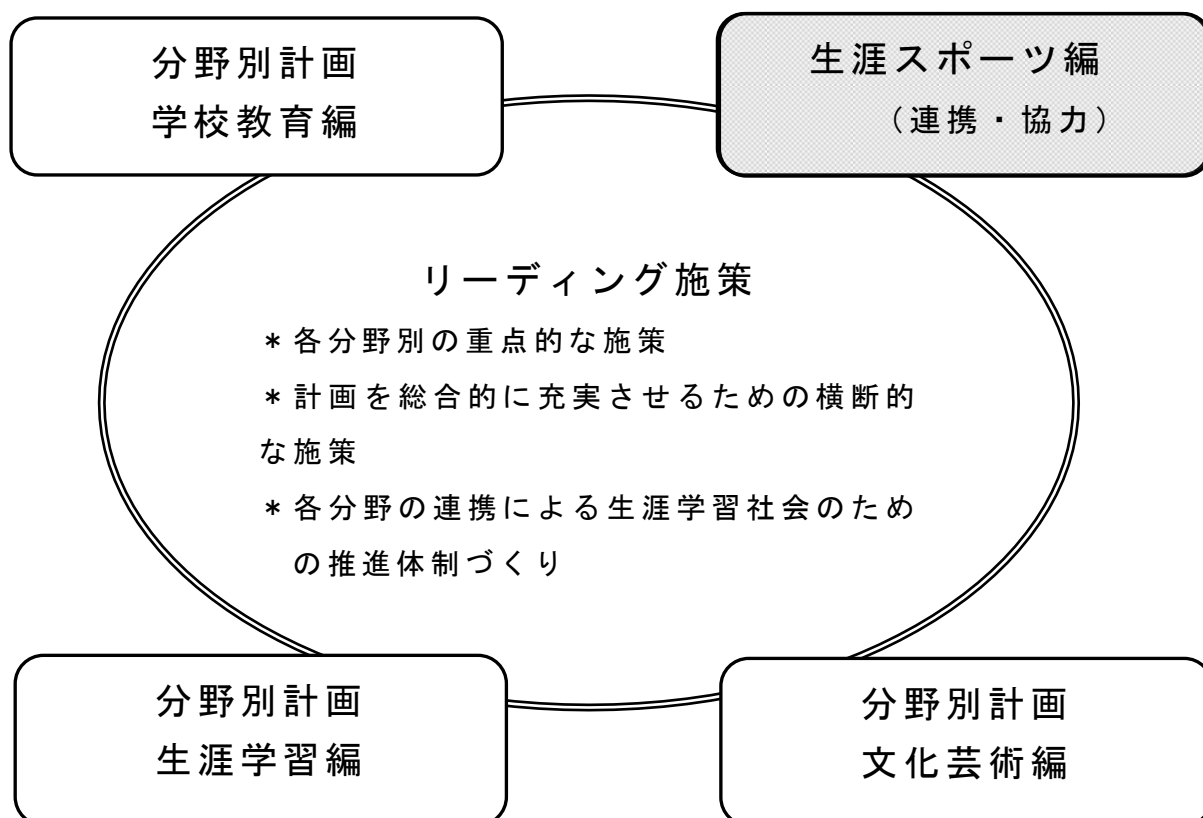 分野別計画
学校教育編
生涯スポーツ編
（連携・協力）
リーディング施策
＊各分野別の重点的な施策
＊計画を総合的に充実させるための横断的
な施策
＊各分野の連携による生涯学習社会のため
の推進体制づくり
分野別計画
生涯学習編
分野別計画
文化芸術編